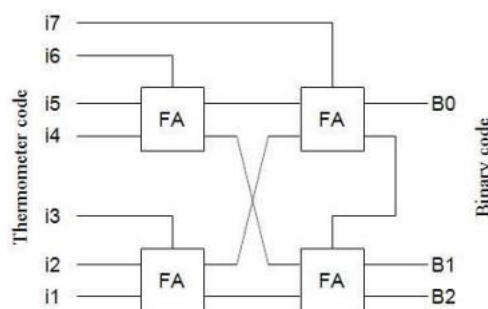 i7
i6
i5
FA
FA
B0
i4
Thermometer code
Binary code
i3
i2
FA
FA
B1
i1
B2